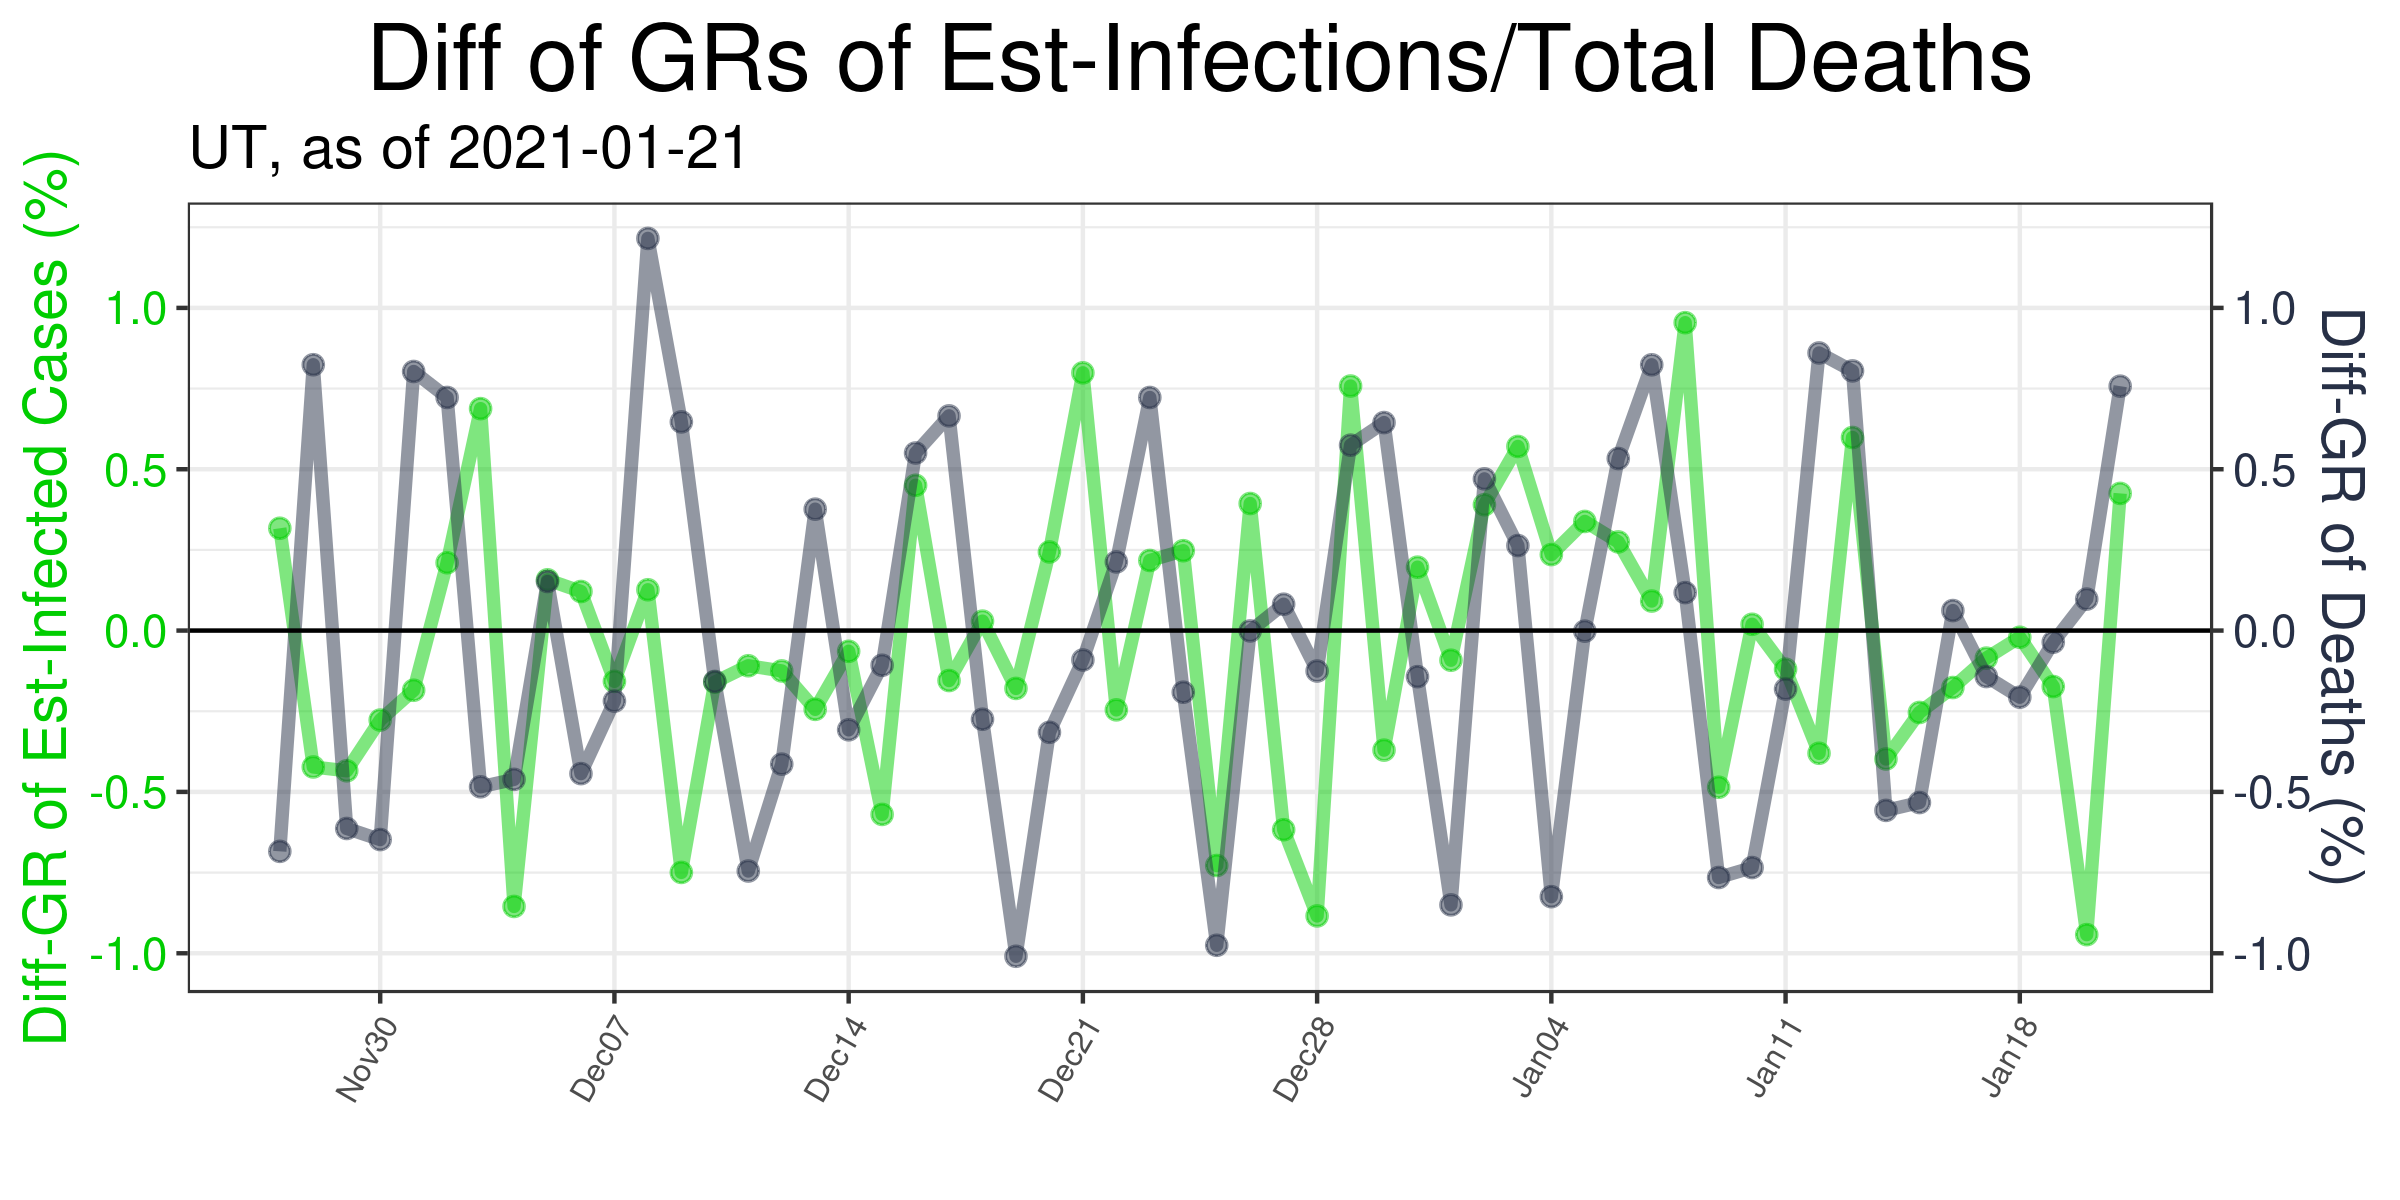 Diff of GRs of Est-Infections/Total Deaths
UT, as of 2021-01-21
Diff-GR of Est-Infected Cases (%)
1.0
0.5
0.0
-0.5
-1.0
1.0
0.5
0.0
-0.5
-1.0
Diff-GR of Deaths (%)
Nov30
Dec07
Dec14
Dec21
Dec28
Jan04
Jan11
Jan18